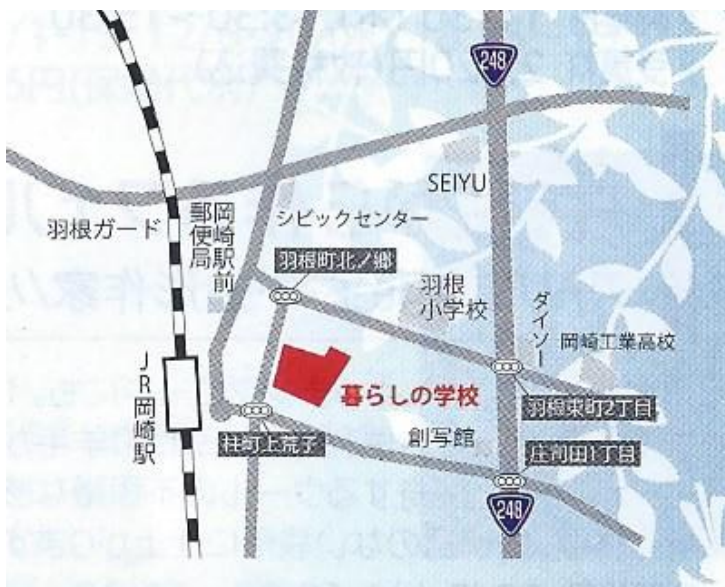 248
SEIYU
シビックセンター
羽根ガード
岡崎駅前
郵便局
羽根町北ノ郷
羽根
小学校
ダイソー
岡崎工業高校
JR岡崎駅
暮らしの学校
羽根東町2丁目
柱町上荒子
創写館
庄司田1丁目
248